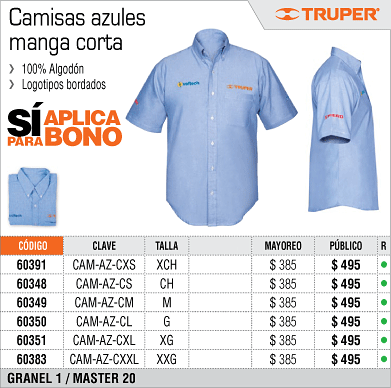 Camisas azules
manga corta
TRUPER®
› 100% Algodón
› Logotipos bordados
SÍ APLICA
PARA BONO
volteck
TRUPER
CÓDIGO CLAVE TALLA MAYOREO PÚBLICO R
60391 CAM-AZ-CXS XCH $ 385 $ 495
60348 CAM-AZ-CS CH $ 385 $ 495
60349 CAM-AZ-CM M $ 385 $ 495
60350 CAM-AZ-CL G $ 385 $ 495
60351 CAM-AZ-CXL XG $ 385 $ 495
60383 CAM-AZ-CXXL XXG $ 385 $ 495
GRANEL 1 / MASTER 20